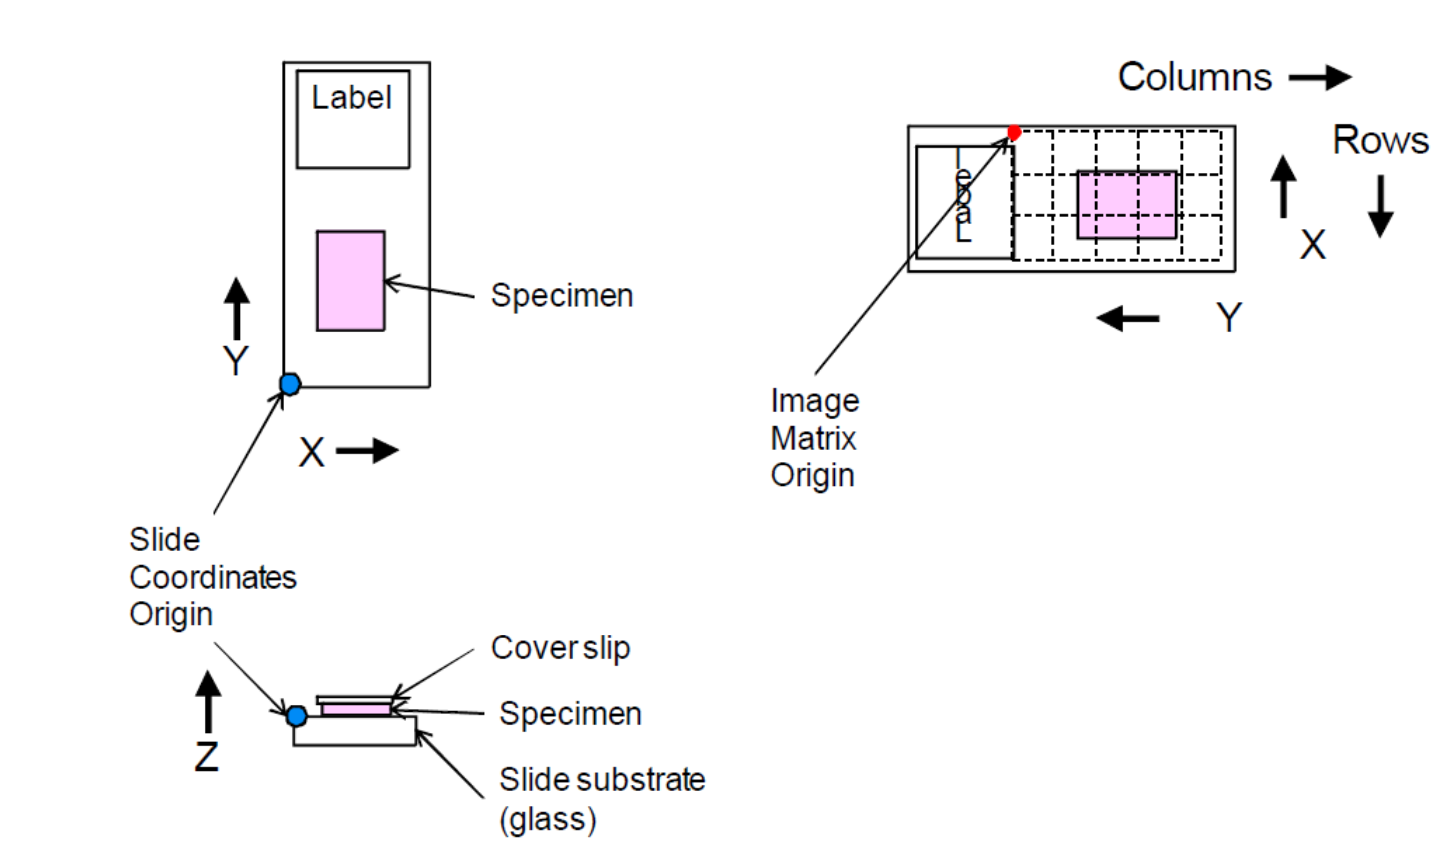 Label
Specimen
Y
X
Slide
Coordinates
Origin
Cover slip
Specimen
Z
Slide substrate
(glass)
Columns
Rows
Label
X
Y
Image
Matrix
Origin